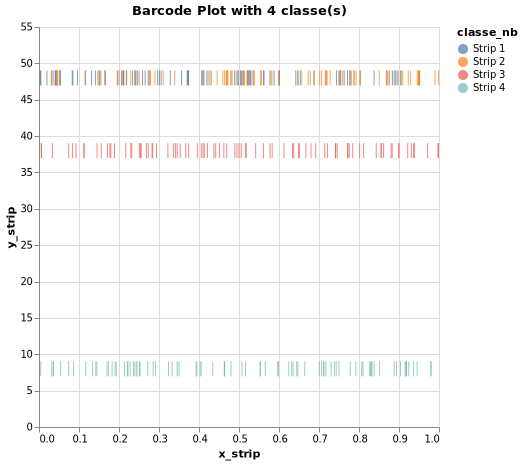 Barcode Plot with 4 classe(s)
classe_nb
Strip 1
Strip 2
Strip 3
Strip 4
y_strip
55
50
45
40
35
30
25
20
15
10
5
0
0.0 0.1 0.2 0.3 0.4 0.5 0.6 0.7 0.8 0.9 1.0
x_strip